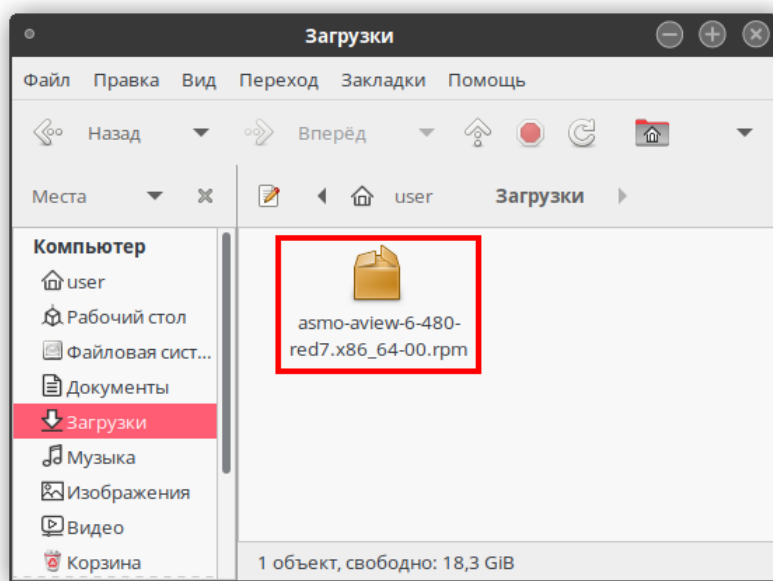 Загрузки
Файл Правка Вид Переход Закладки Помощь
Назад Вперёд
Места user Загрузки
Компьютер
user
Рабочий стол
Файловая сист...
Документы
Загрузки
Музыка
Изображения
Видео
Корзина
asmo-aview-6-480-
red7.x86_64-00.rpm
1 объект, свободно: 18,3 GiB